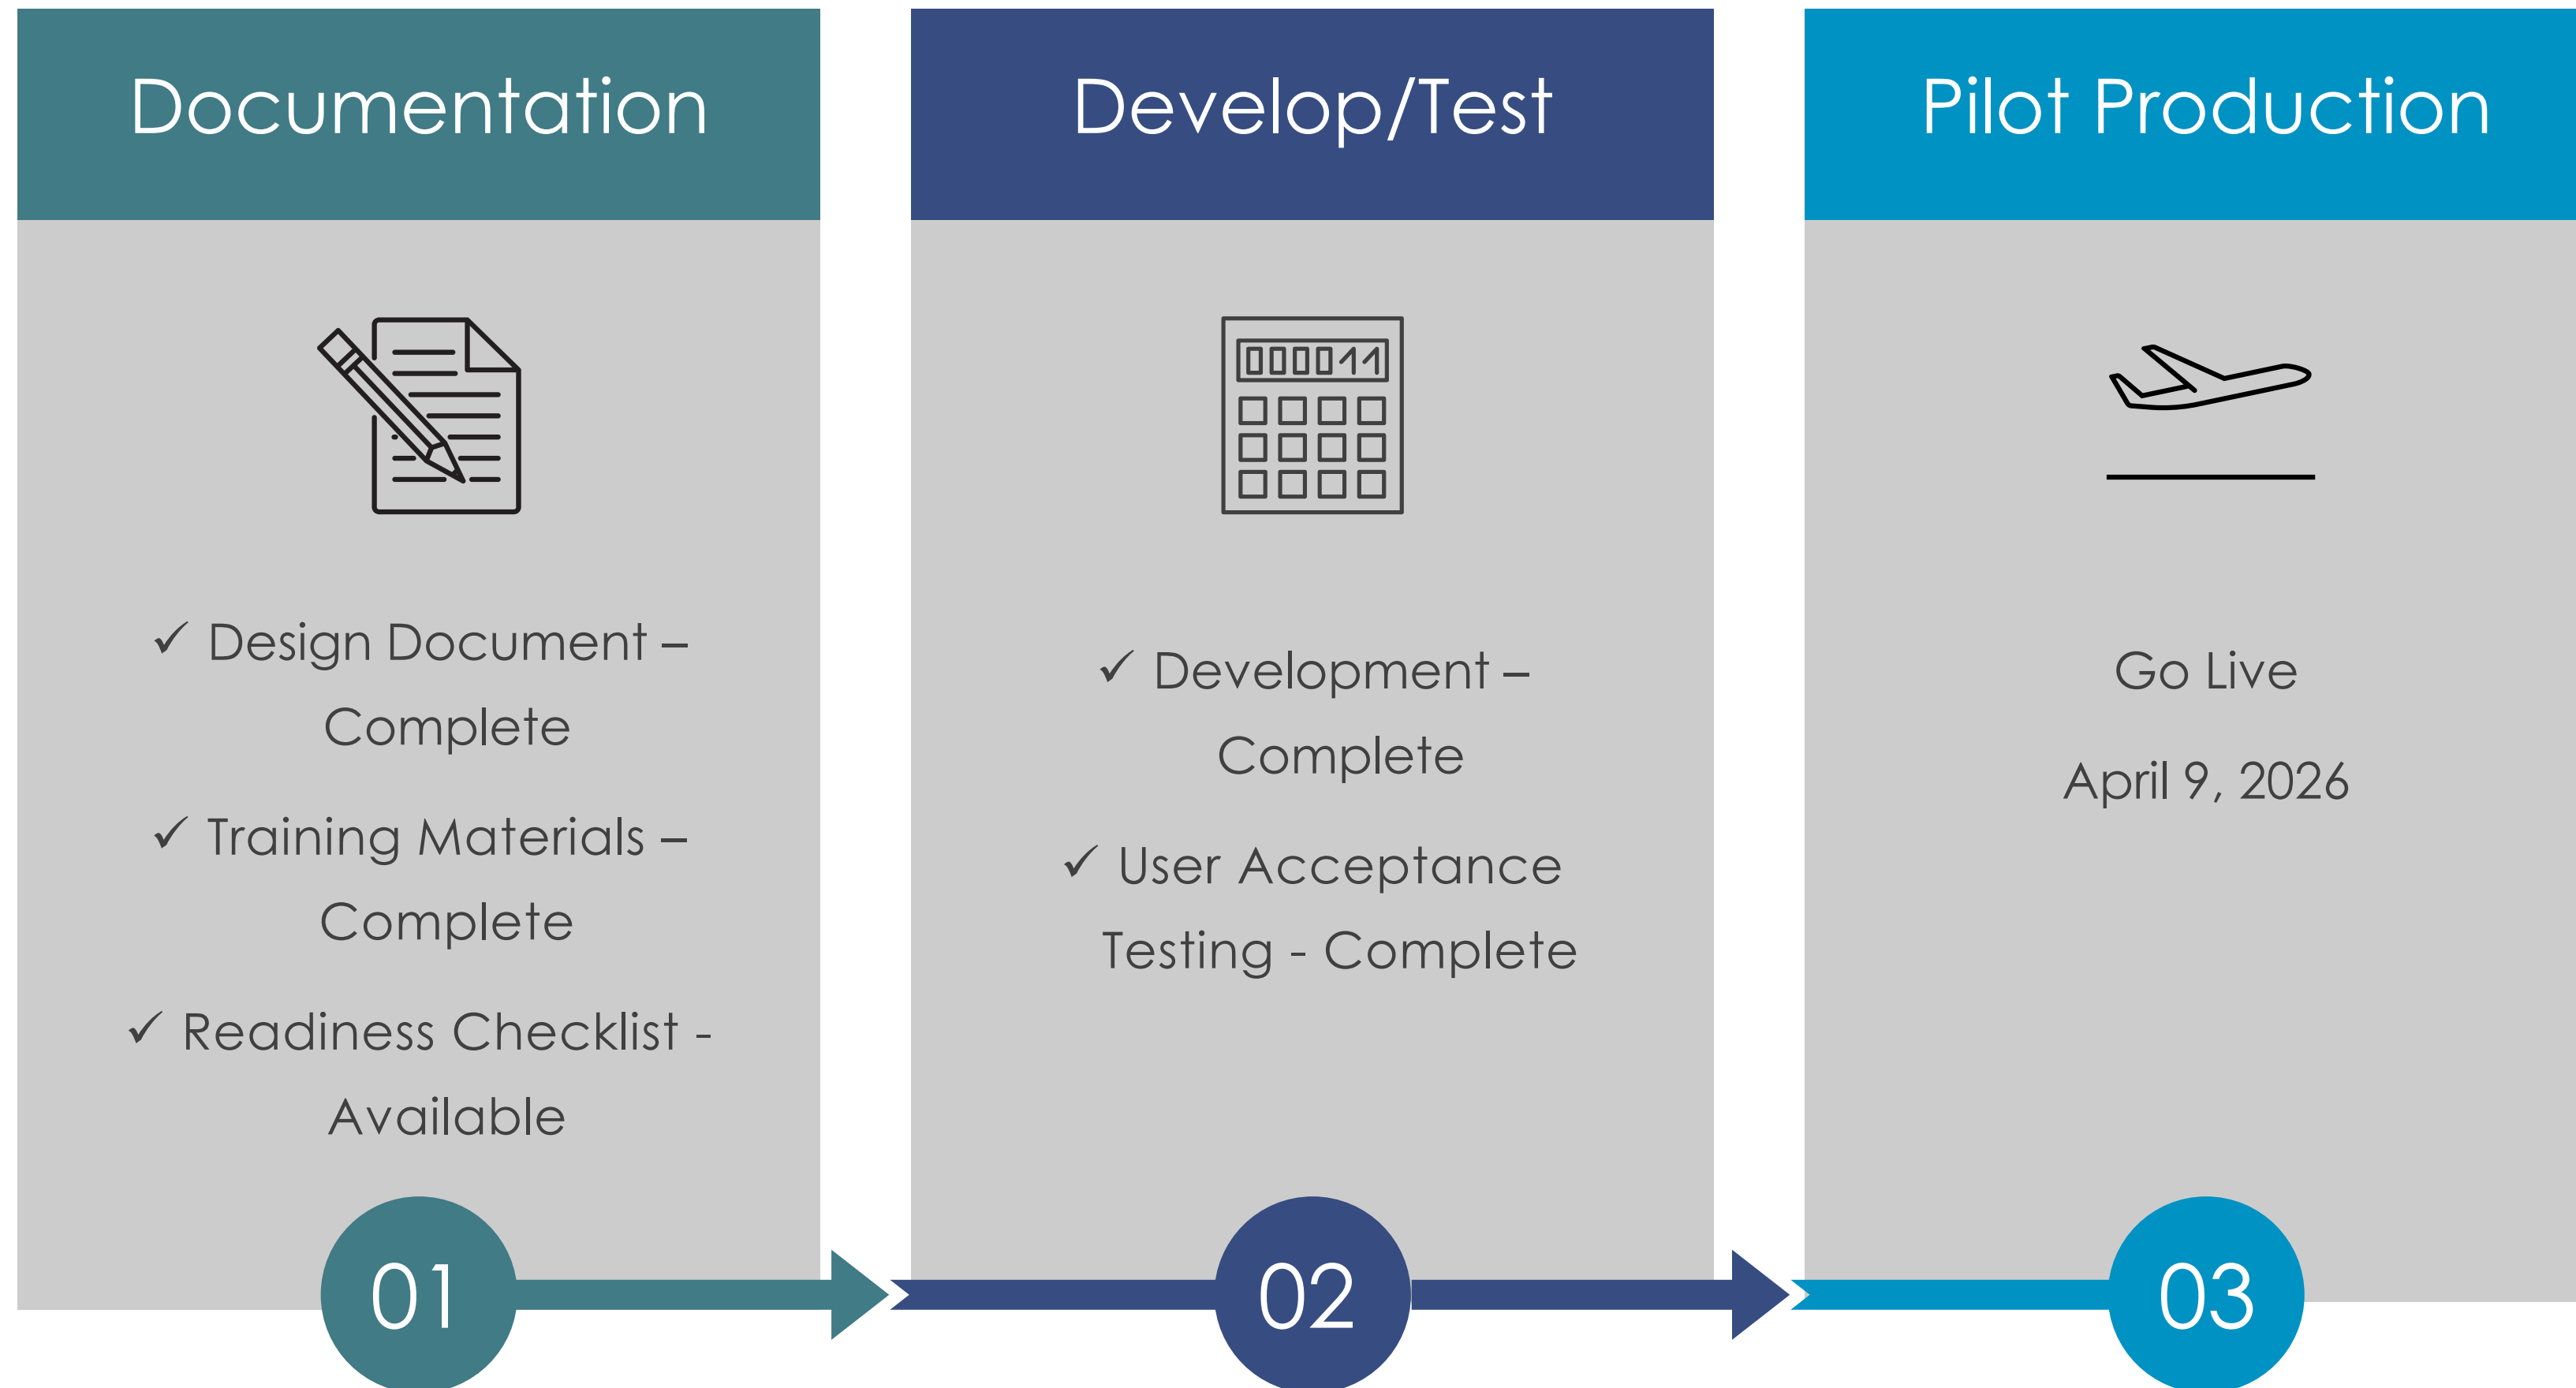 Documentation
✓ Design Document –
Complete
✓ Training Materials –
Complete
✓ Readiness Checklist -
Available
01
Develop/Test
000011
✓ Development –
Complete
✓ User Acceptance
Testing - Complete
02
Pilot Production
Go Live
April 9, 2026
03